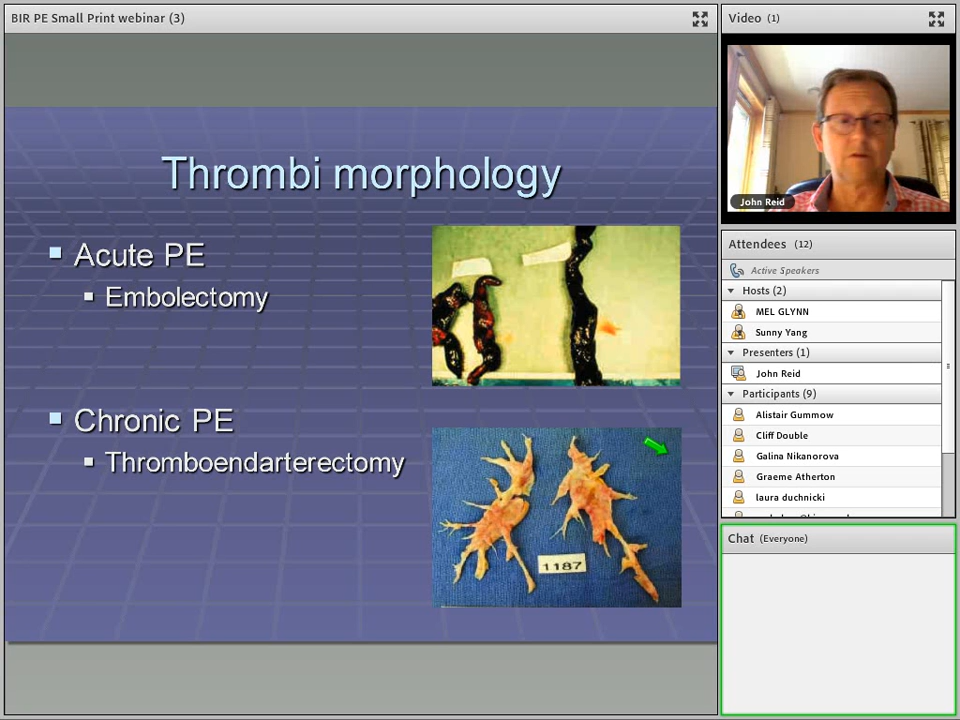 BIR PE Small Print webinar (3)
Thrombi morphology
Acute PE
Embolectomy
Chronic PE
Thromboendarterectomy
1187
Video (1)
John Reid
Attendees (12)
Active Speakers
Hosts (2)
MEL GLYNN
Sunny Yang
Presenters (1)
John Reid
Participants (9)
Alistair Gummow
Cliff Double
Galina Nikanorova
Graeme Atherton
laura duchnicki
Chat (Everyone)